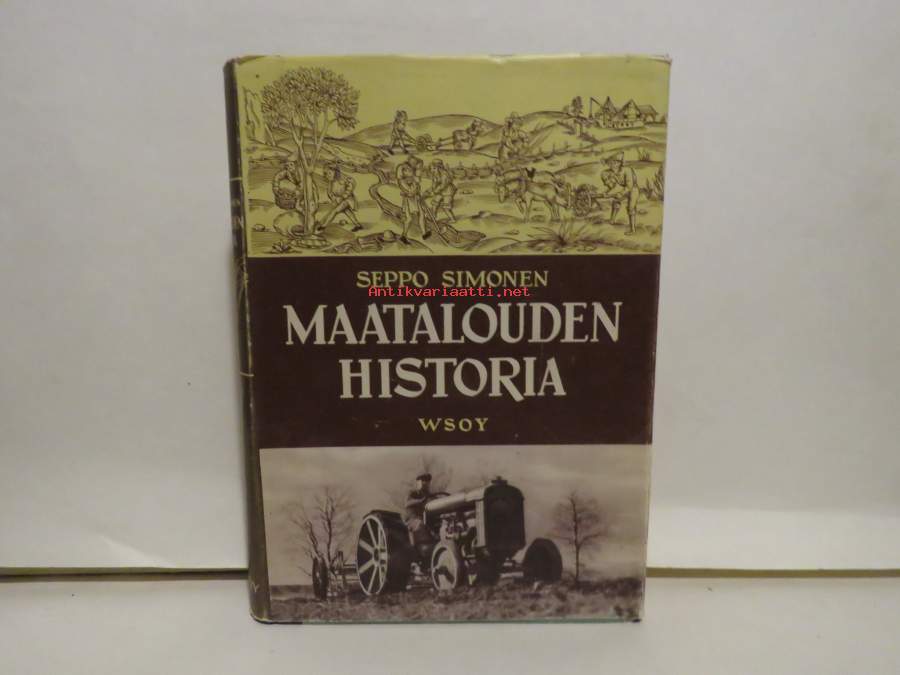 SEPPO SIMONEN
Antikvariaatti.net
MAATALOUDEN
HISTORIA
WSOY